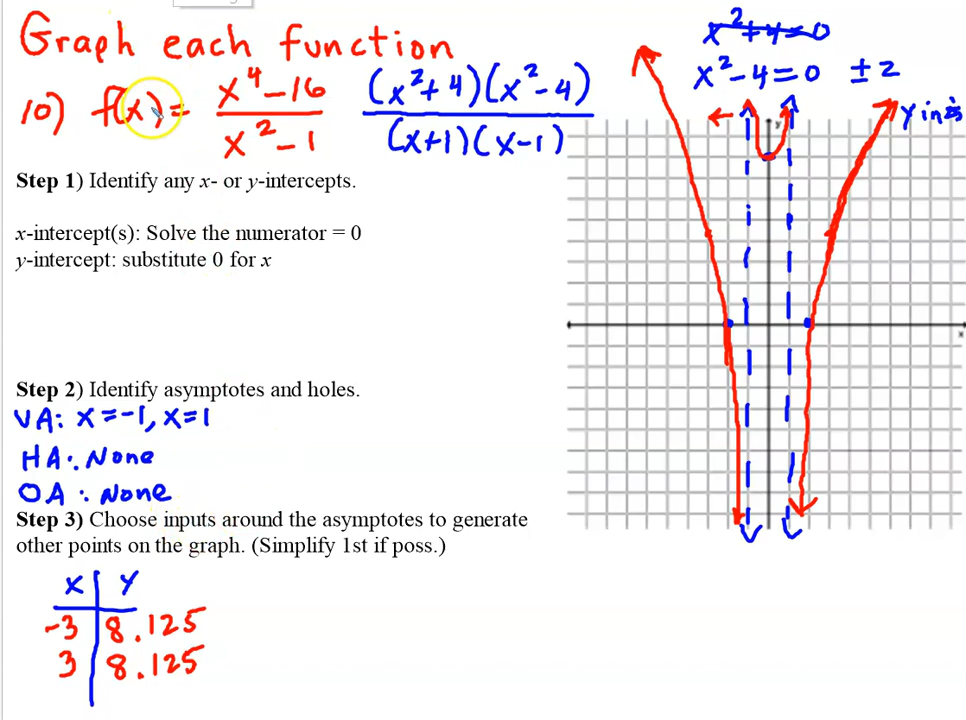 Graph each function
10) f(x) = x⁴-16 / x²-1   (x²+4)(x²-4) / (x+1)(x-1)
x²+4=0
x²-4=0 ±2
Step 1) Identify any x- or y-intercepts.
x-intercept(s): Solve the numerator = 0
y-intercept: substitute 0 for x
Step 2) Identify asymptotes and holes.
VA: x=-1, x=1
HA: None
OA: None
Step 3) Choose inputs around the asymptotes to generate
other points on the graph. (Simplify 1st if poss.)
x y
-3 8.125
3 8.125
y
x